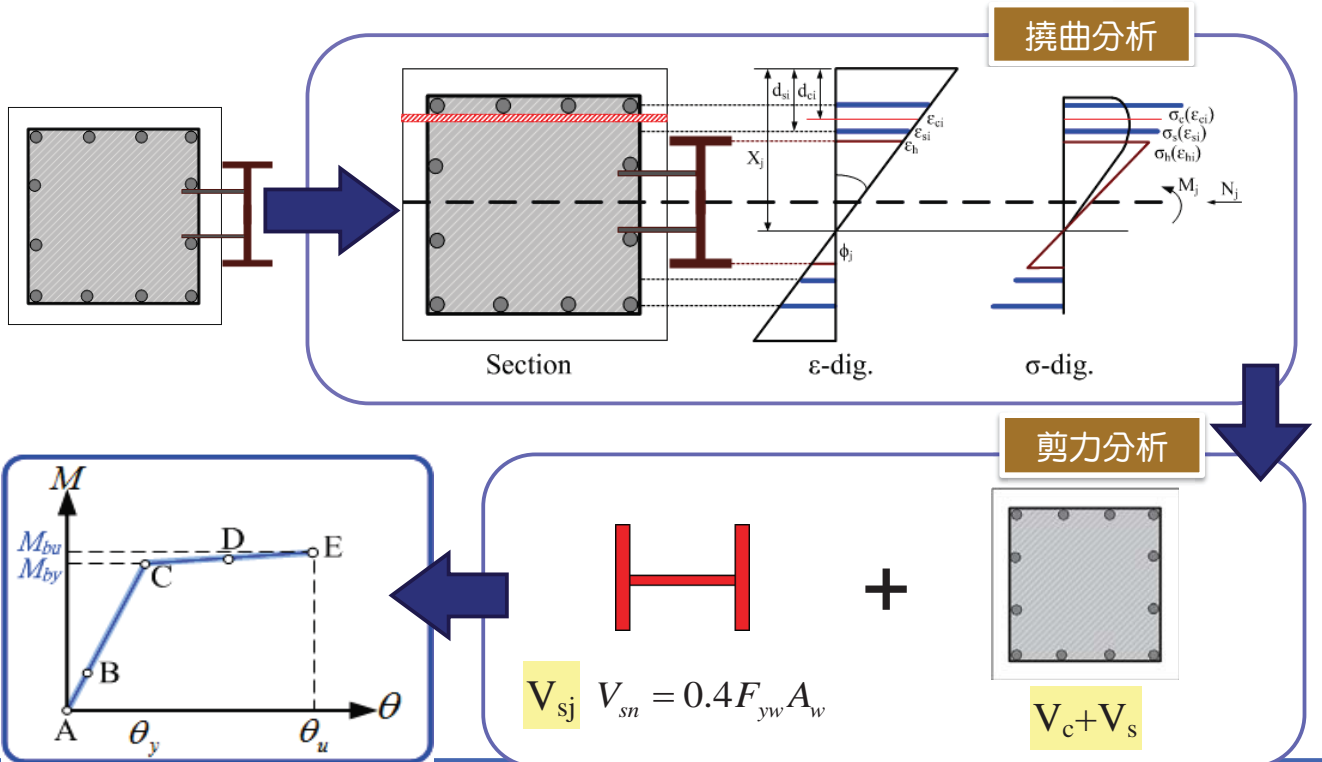 撓曲分析
d_si
d_ci
X_j
ε_ci
ε_si
ε_h
ϕ_j
σ_c(ε_ci)
σ_s(ε_si)
σ_h(ε_hi)
M_j
N_j
Section
ε-dig.
σ-dig.
剪力分析
M
M_bu
M_by
A
B
C
D
E
θ_y
θ_u
θ
+
V_sj V_sn = 0.4F_yw A_w
V_c+V_s